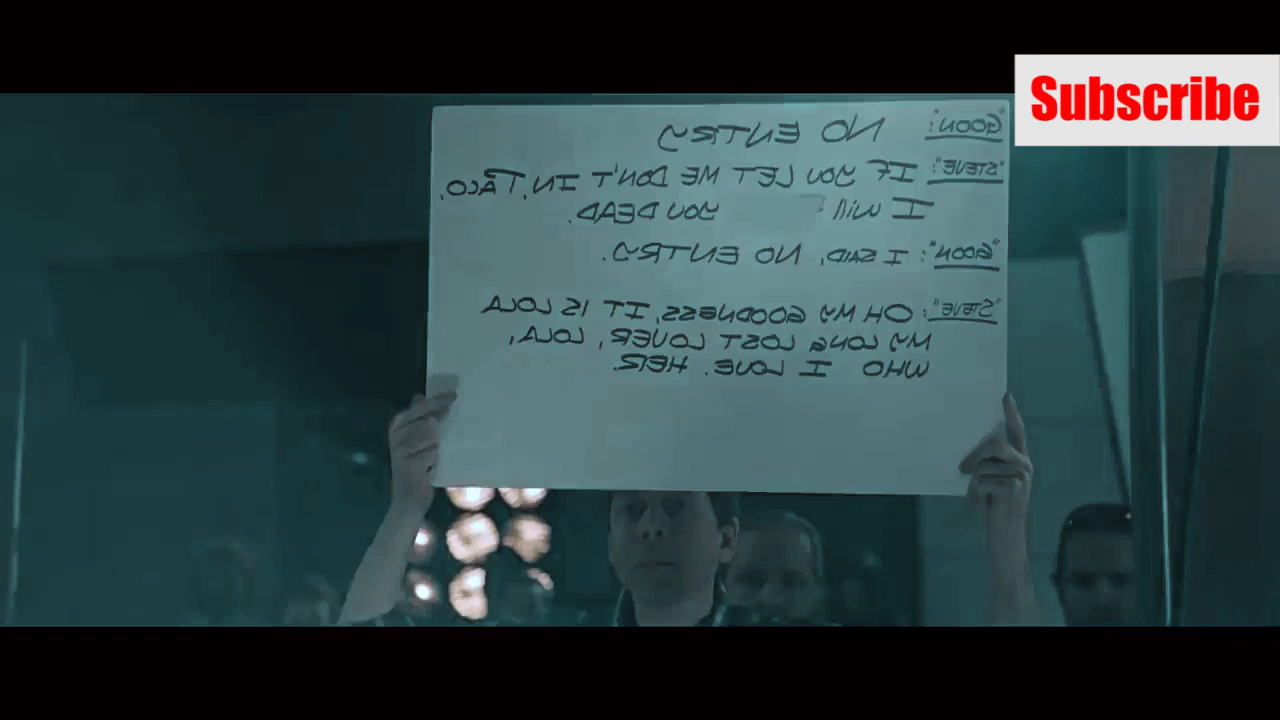 Subscribe
"GOON": NO ENTRY
"STEVE": IF YOU LET ME DON'T IN, TACO,
I Will YOU DEAD.
"GOON": I SAID, NO ENTRY.
"STEVE": OH MY GOODNESS, IT IS LOLA
MY LONG LOST LOVER, LOLA,
WHO I LOVE. HER.